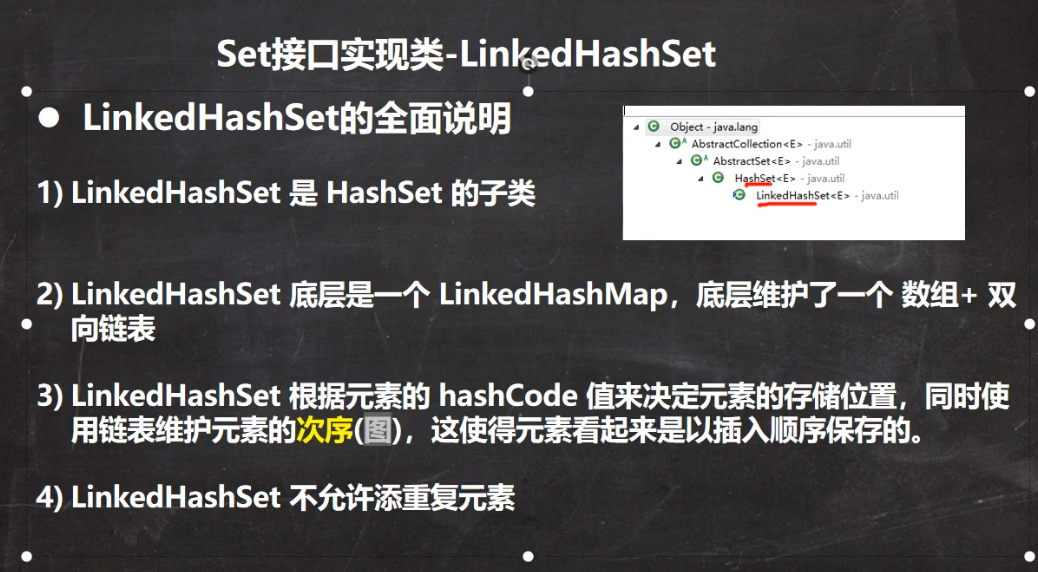 Set接口实现类-LinkedHashSet
● LinkedHashSet的全面说明
Object - java.lang
AbstractCollection<E> - java.util
AbstractSet<E> - java.util
HashSet<E> - java.util
LinkedHashSet<E> - java.util
1) LinkedHashSet 是 HashSet 的子类
2) LinkedHashSet 底层是一个 LinkedHashMap，底层维护了一个 数组+ 双
向链表
3) LinkedHashSet 根据元素的 hashCode 值来决定元素的存储位置，同时使
用链表维护元素的次序(图)，这使得元素看起来是以插入顺序保存的。
4) LinkedHashSet 不允许添重复元素